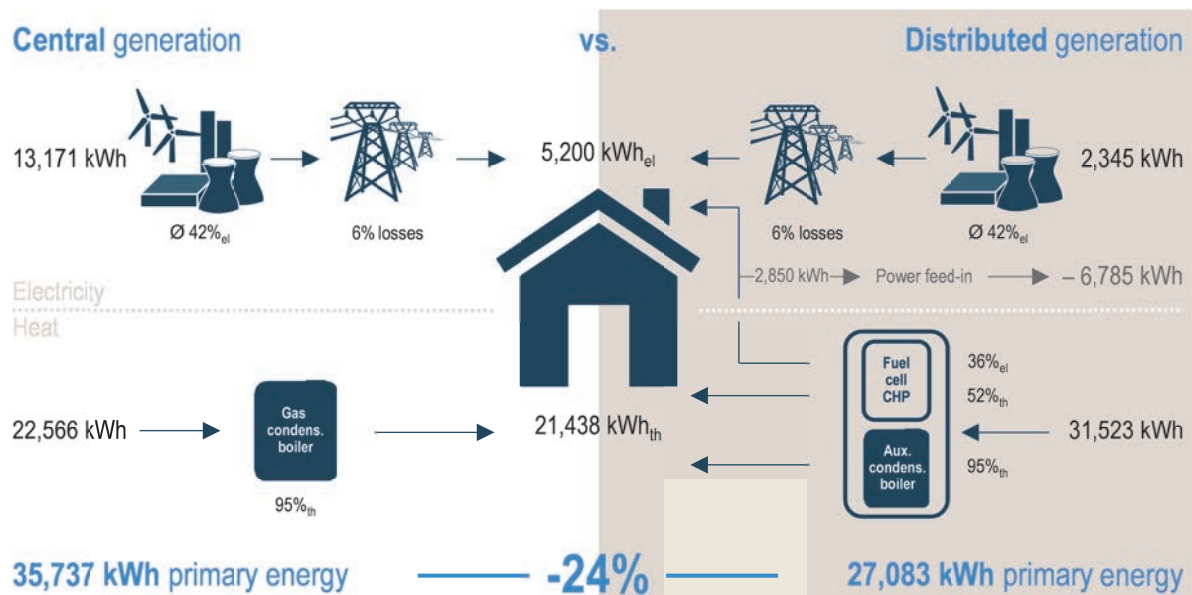 Central generation
vs.
Distributed generation
13,171 kWh
5,200 kWhel
2,345 kWh
Ø 42%el
6% losses
6% losses
Ø 42%el
2,850 kWh
Power feed-in
– 6,785 kWh
Electricity
Heat
Fuel
cell
CHP
36%el
52%th
22,566 kWh
Gas
condens.
boiler
21,438 kWhth
31,523 kWh
Aux.
condens.
boiler
95%th
95%th
35,737 kWh primary energy
-24%
27,083 kWh primary energy